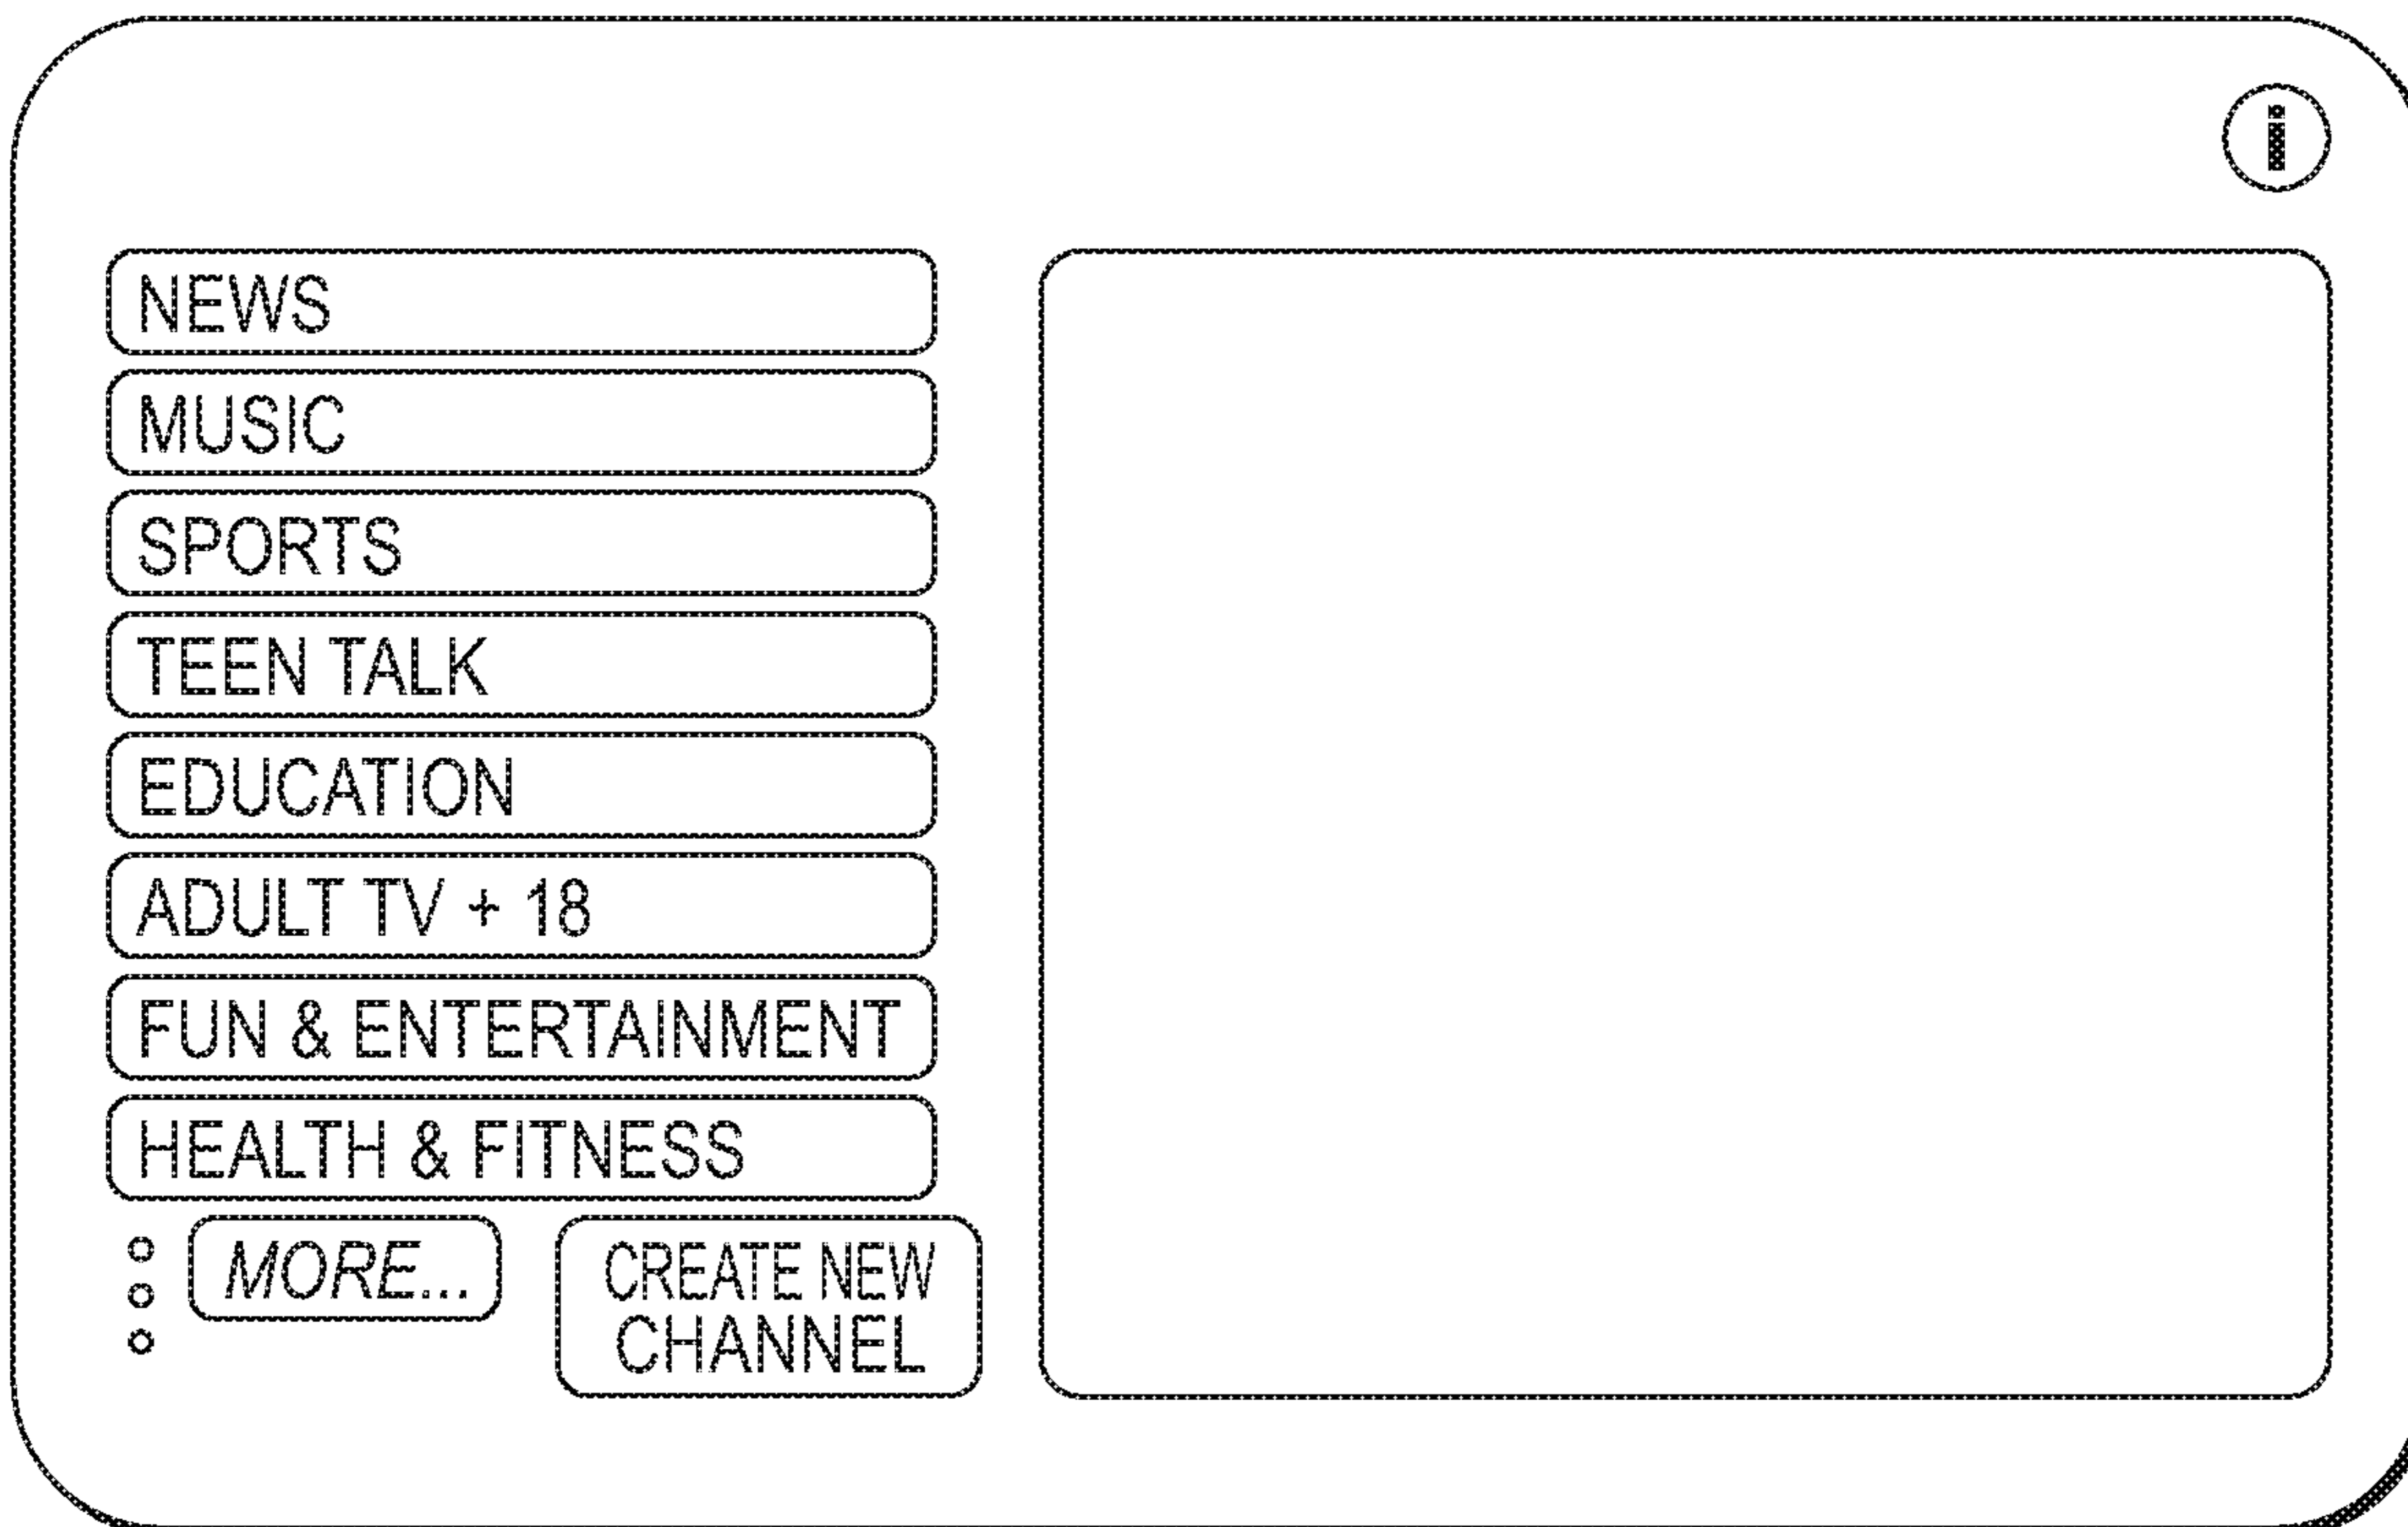 i
NEWS
MUSIC
SPORTS
TEEN TALK
EDUCATION
ADULT TV + 18
FUN & ENTERTAINMENT
HEALTH & FITNESS
MORE...
CREATE NEW
CHANNEL